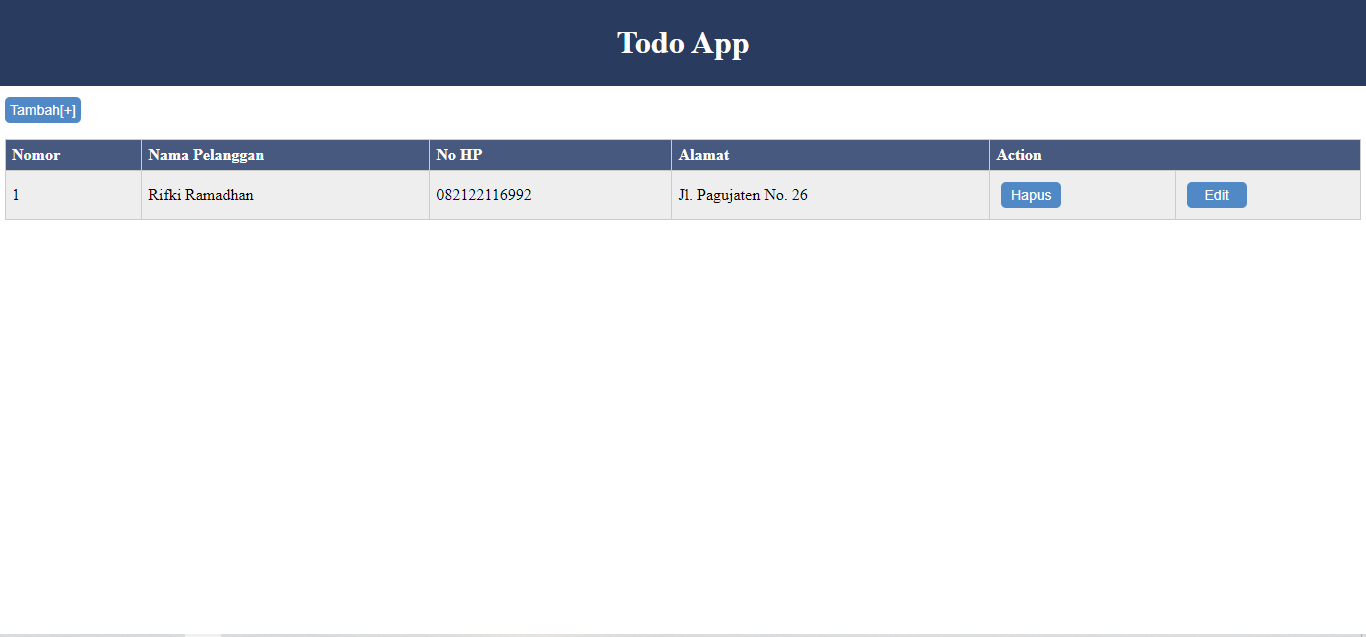 Todo App
Tambah[+]
Nomor Nama Pelanggan No HP Alamat Action
1 Rifki Ramadhan 082122116992 Jl. Pagujaten No. 26 Hapus Edit